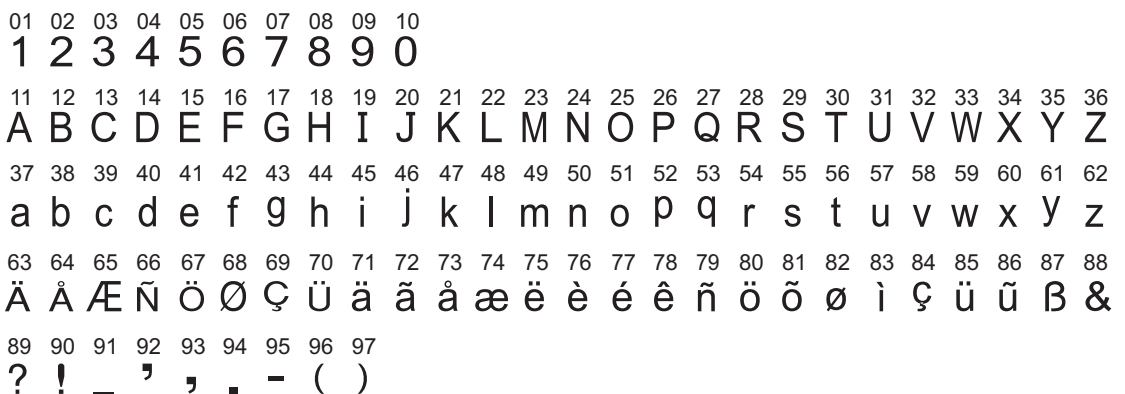 01 02 03 04 05 06 07 08 09 10
1 2 3 4 5 6 7 8 9 0
11 12 13 14 15 16 17 18 19 20 21 22 23 24 25 26 27 28 29 30 31 32 33 34 35 36
A B C D E F G H I J K L M N O P Q R S T U V W X Y Z
37 38 39 40 41 42 43 44 45 46 47 48 49 50 51 52 53 54 55 56 57 58 59 60 61 62
a b c d e f g h i j k l m n o p q r s t u v w x y z
63 64 65 66 67 68 69 70 71 72 73 74 75 76 77 78 79 80 81 82 83 84 85 86 87 88
Ä Å Æ Ñ Ö Ø Ç Ü ä ã å æ ë è é ê ñ ö õ ø ì ç ü ũ ß &
89 90 91 92 93 94 95 96 97
? ! _ ’ , . - ( )